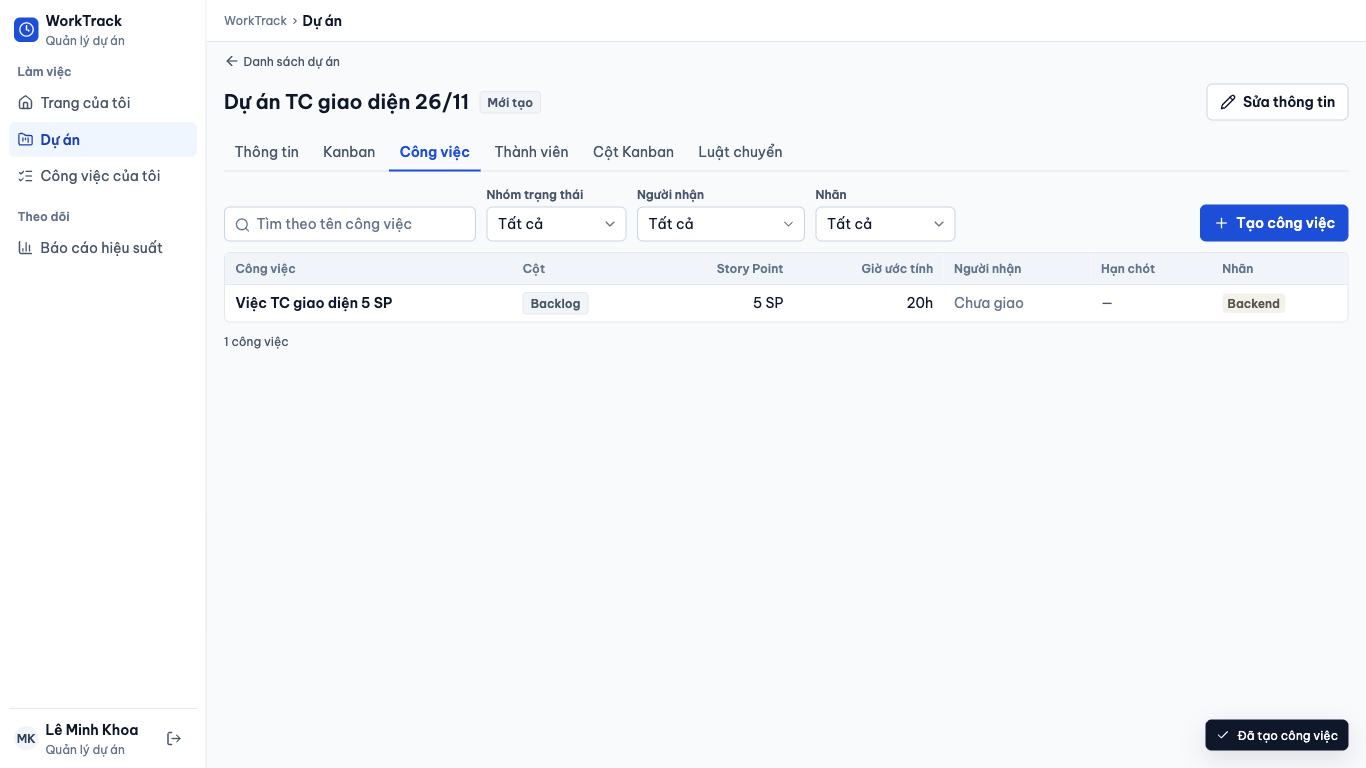 WorkTrack
Quản lý dự án
Làm việc
Trang của tôi
Dự án
Công việc của tôi
Theo dõi
Báo cáo hiệu suất
MK
Lê Minh Khoa
Quản lý dự án
WorkTrack › Dự án
← Danh sách dự án
Dự án TC giao diện 26/11 Mới tạo
Sửa thông tin
Thông tin Kanban Công việc Thành viên Cột Kanban Luật chuyển
Nhóm trạng thái Người nhận Nhãn
Tìm theo tên công việc Tất cả Tất cả Tất cả + Tạo công việc
Công việc Cột Story Point Giờ ước tính Người nhận Hạn chót Nhãn
Việc TC giao diện 5 SP Backlog 5 SP 20h Chưa giao — Backend
1 công việc
Đã tạo công việc